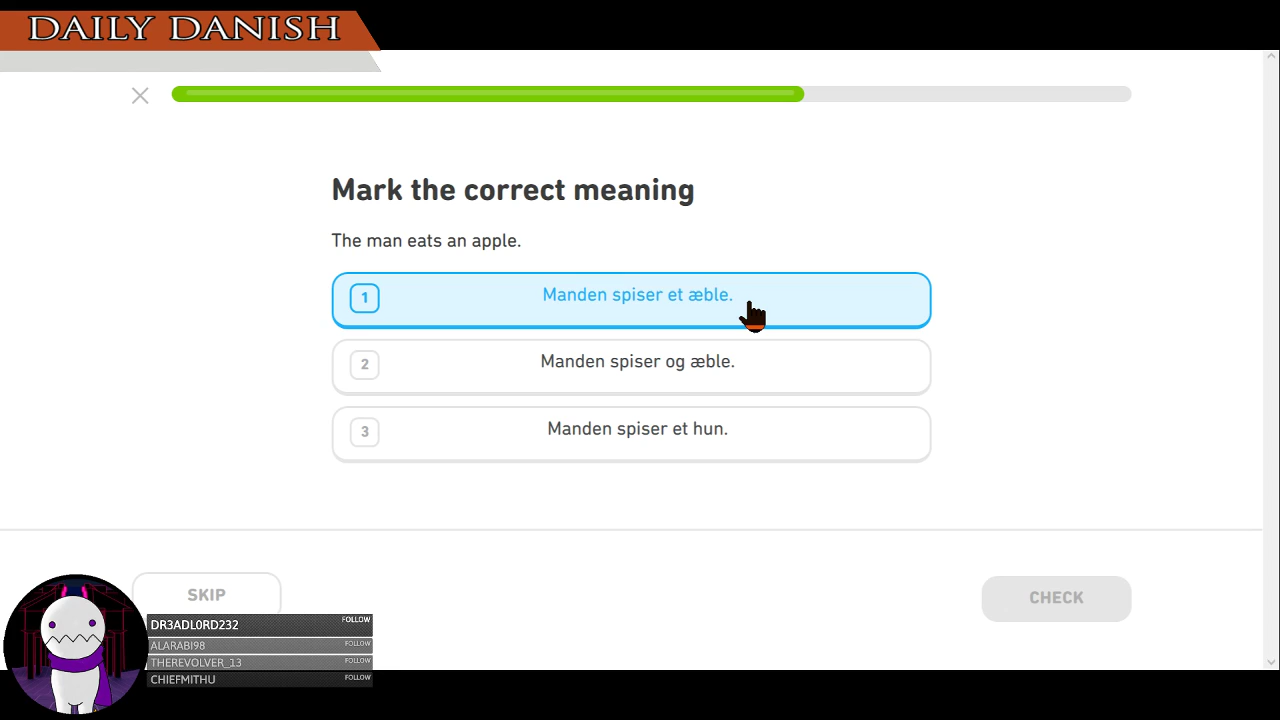 DAILY DANISH
Mark the correct meaning
The man eats an apple.
1 Manden spiser et æble.
2 Manden spiser og æble.
3 Manden spiser et hun.
SKIP
CHECK
DR3ADL0RD232 FOLLOW
ALARABI98 FOLLOW
THEREVOLVER_13 FOLLOW
CHIEFMITHU FOLLOW